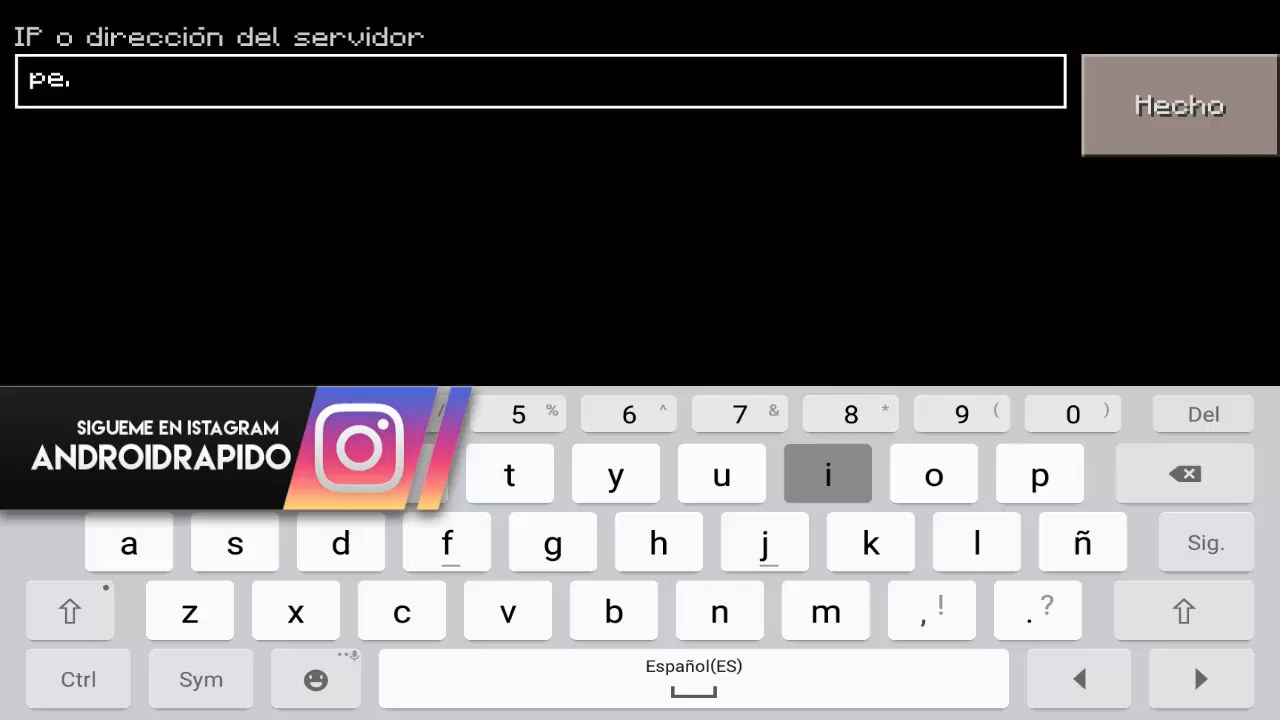 IP o dirección del servidor
pe.
Hecho
SIGUEME EN ISTAGRAM
ANDROIDRAPIDO
/ 5 % 6 ^ 7 & 8 * 9 ( 0 ) Del
t y u i o p
a s d f g h j k l ñ Sig.
z x c v b n m , ! . ?
Ctrl Sym Español(ES)